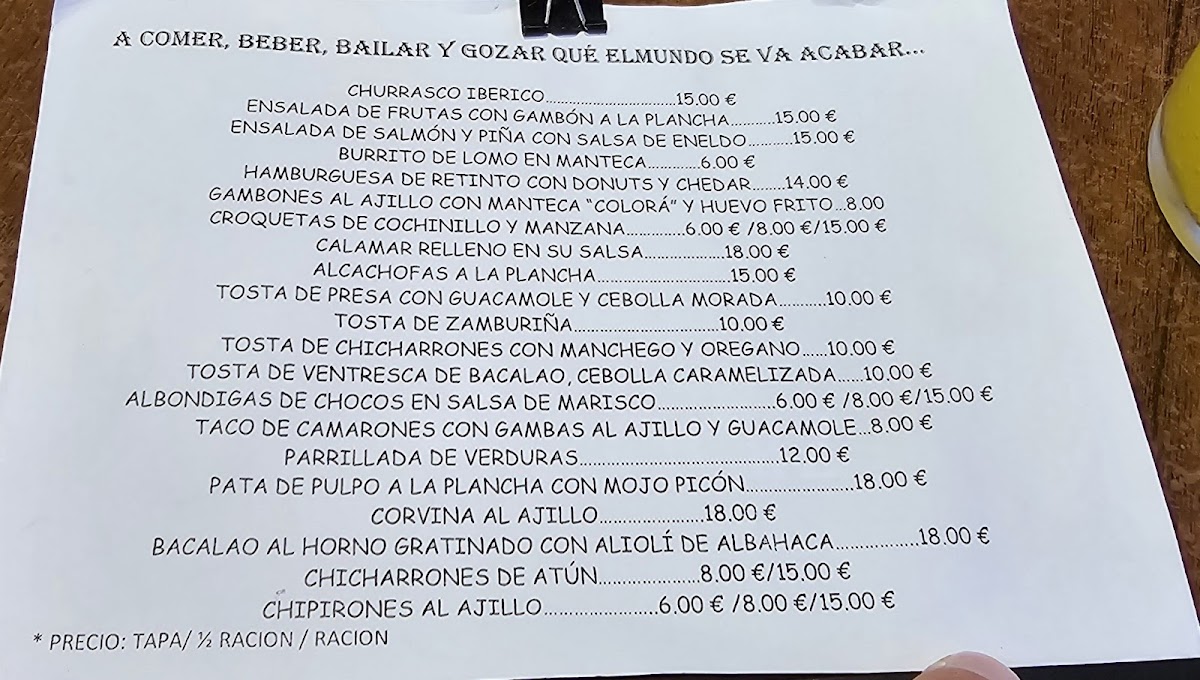 A COMER, BEBER, BAILAR Y GOZAR QUÉ ELMUNDO SE VA ACABAR...
CHURRASCO IBERICO..............................15.00 €
ENSALADA DE FRUTAS CON GAMBÓN A LA PLANCHA...........15.00 €
ENSALADA DE SALMÓN Y PIÑA CON SALSA DE ENELDO...........15.00 €
BURRITO DE LOMO EN MANTECA............6.00 €
HAMBURGUESA DE RETINTO CON DONUTS Y CHEDAR........14.00 €
GAMBONES AL AJILLO CON MANTECA "COLORÁ" Y HUEVO FRITO...8.00
CROQUETAS DE COCHINILLO Y MANZANA..............6.00 € /8.00 €/15.00 €
CALAMAR RELLENO EN SU SALSA...................18.00 €
ALCACHOFAS A LA PLANCHA................................15.00 €
TOSTA DE PRESA CON GUACAMOLE Y CEBOLLA MORADA...........10.00 €
TOSTA DE ZAMBURIÑA..................................10.00 €
TOSTA DE CHICHARRONES CON MANCHEGO Y OREGANO......10.00 €
TOSTA DE VENTRESCA DE BACALAO, CEBOLLA CARAMELIZADA......10.00 €
ALBONDIGAS DE CHOCOS EN SALSA DE MARISCO...........................6.00 € /8.00 €/15.00 €
TACO DE CAMARONES CON GAMBAS AL AJILLO Y GUACAMOLE...8.00 €
PARRILLADA DE VERDURAS.............................................12.00 €
PATA DE PULPO A LA PLANCHA CON MOJO PICÓN........................18.00 €
CORVINA AL AJILLO........................18.00 €
BACALAO AL HORNO GRATINADO CON ALIOLÍ DE ALBAHACA..................18.00 €
CHICHARRONES DE ATÚN......................8.00 €/15.00 €
CHIPIRONES AL AJILLO.........................6.00 € /8.00 €/15.00 €
* PRECIO: TAPA/ ½ RACION / RACION